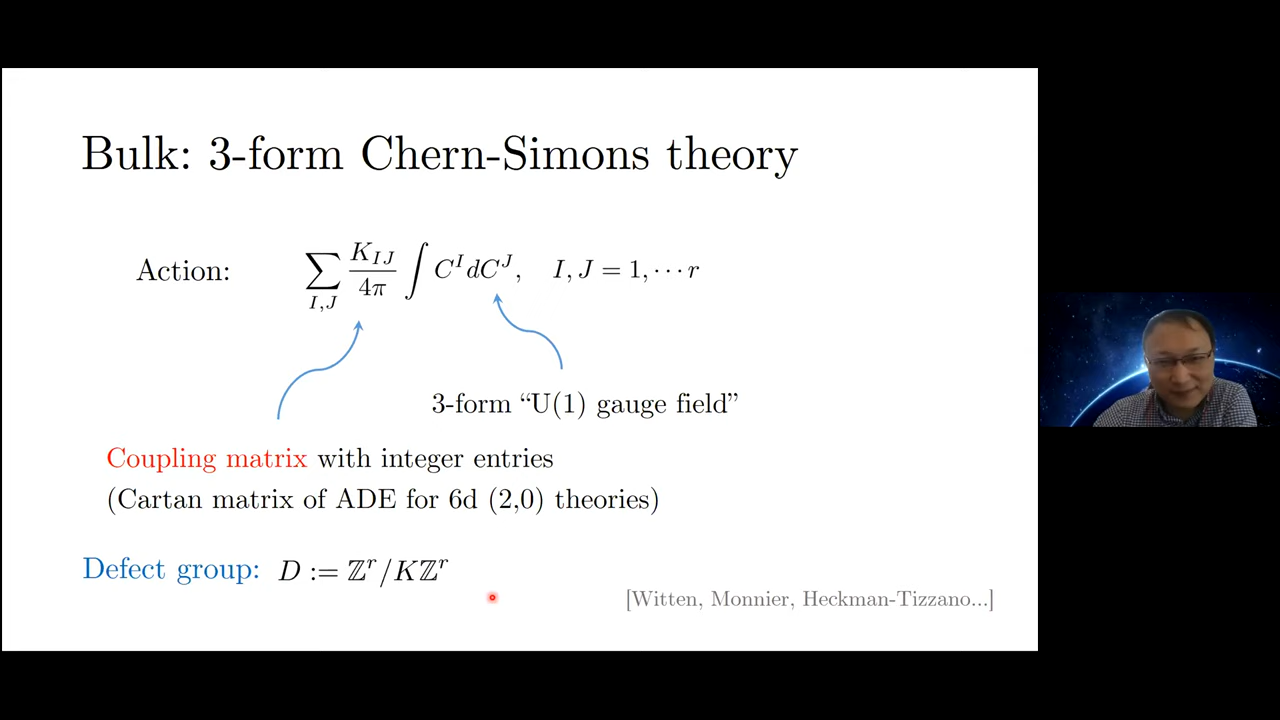 Bulk: 3-form Chern-Simons theory
Action: $\sum_{I,J} \frac{K_{IJ}}{4\pi} \int C^I dC^J, \quad I, J = 1, \cdots r$
3-form “U(1) gauge field”
Coupling matrix with integer entries
(Cartan matrix of ADE for 6d (2,0) theories)
Defect group: $D := \mathbb{Z}^r / K\mathbb{Z}^r$
[Witten, Monnier, Heckman-Tizzano...]